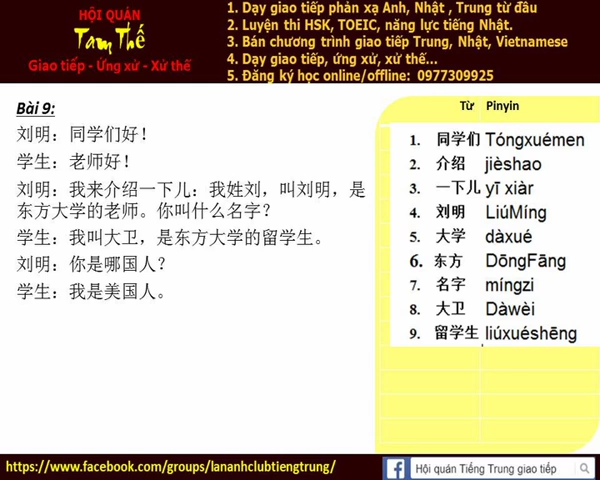 HỘI QUÁN
Tam Thế
Giao tiếp - Ứng xử - Xử thế
1. Dạy giao tiếp phản xạ Anh, Nhật , Trung từ đầu
2. Luyện thi HSK, TOEIC, năng lực tiếng Nhật.
3. Bán chương trình giao tiếp Trung, Nhật, Vietnamese
4. Dạy giao tiếp, ứng xử, xử thế...
5. Đăng ký học online/offline: 0977309925
Bài 9:
刘明：同学们好！
学生：老师好！
刘明：我来介绍一下儿：我姓刘，叫刘明，是
东方大学的老师。你叫什么名字？
学生：我叫大卫，是东方大学的留学生。
刘明：你是哪国人？
学生：我是美国人。
Từ Pinyin
1. 同学们 Tóngxuémen
2. 介绍 jièshao
3. 一下儿 yī xiàr
4. 刘明 LiúMíng
5. 大学 dàxué
6. 东方 DōngFāng
7. 名字 míngzi
8. 大卫 Dàwèi
9. 留学生 liúxuéshēng
https://www.facebook.com/groups/lananhclubtiengtrung/
f Hội quán Tiếng Trung giao tiếp